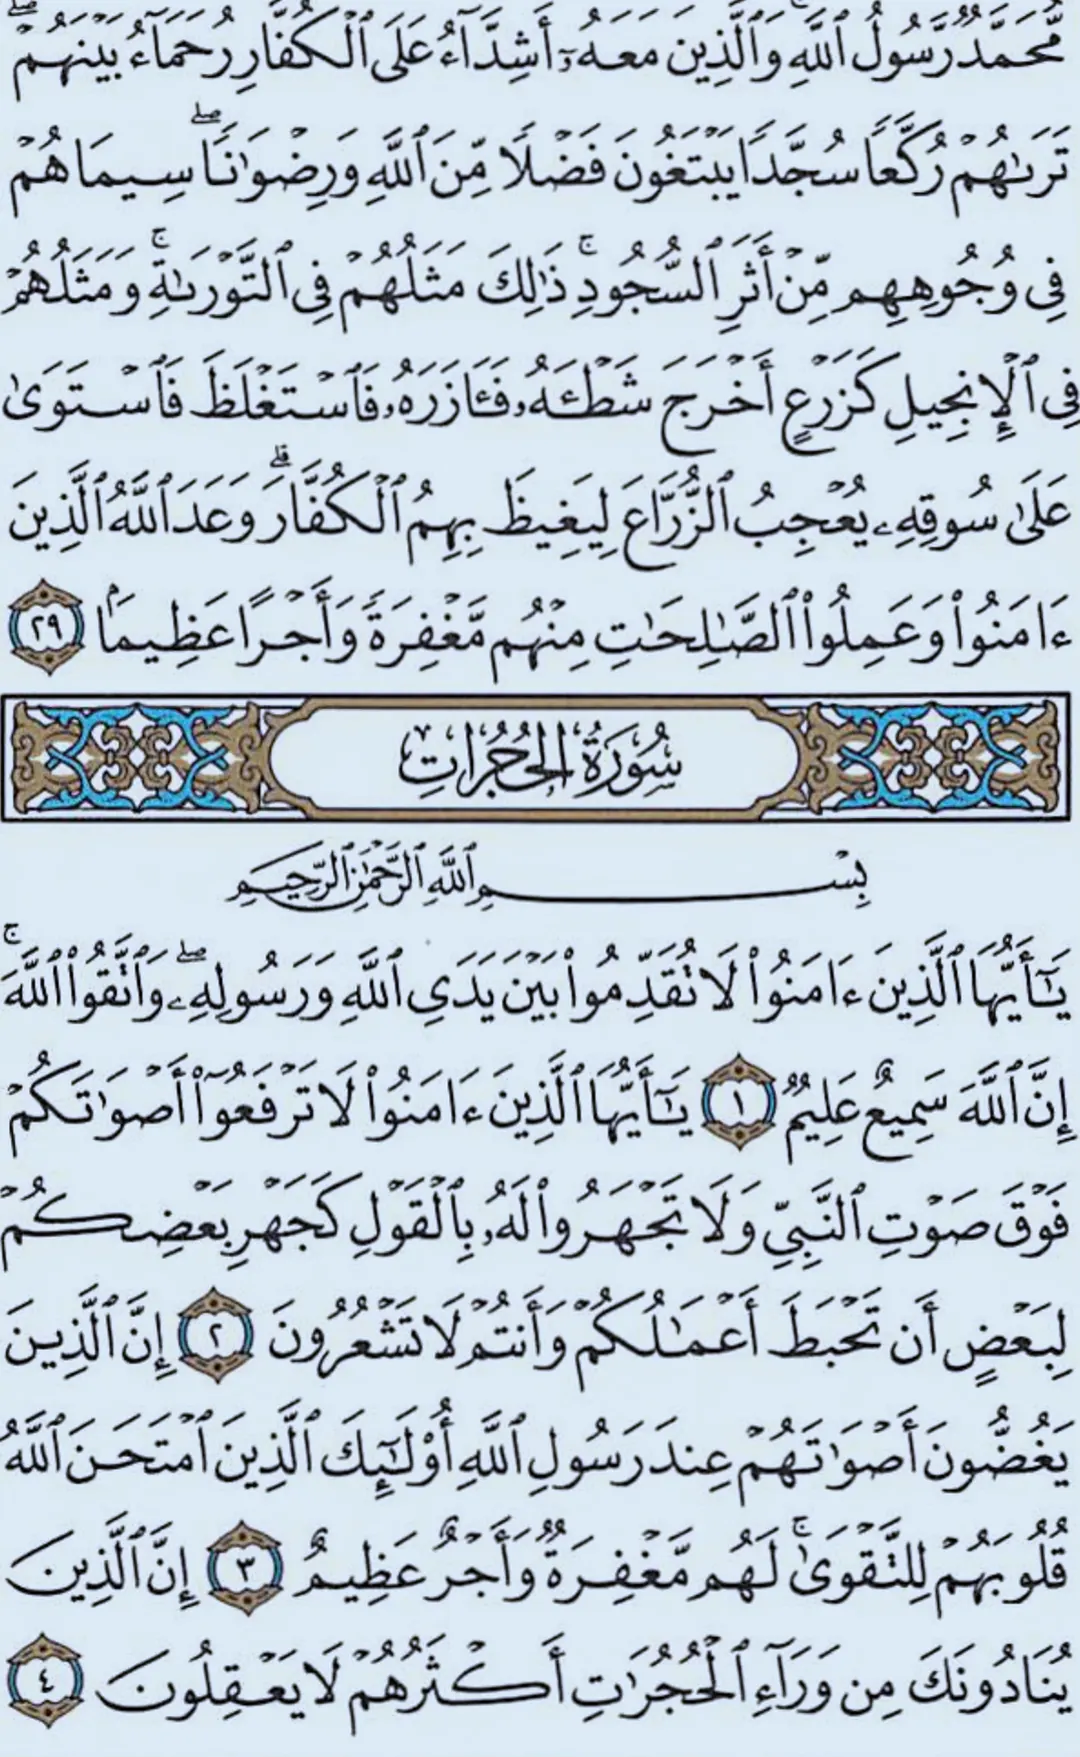 مُّحَمَّدٌ رَّسُولُ ٱللَّهِ ۚ وَٱلَّذِينَ مَعَهُۥٓ أَشِدَّآءُ عَلَى ٱلْكُفَّارِ رُحَمَآءُ بَيْنَهُمْ ۖ
تَرَىٰهُمْ رُكَّعًا سُجَّدًا يَبْتَغُونَ فَضْلًا مِّنَ ٱللَّهِ وَرِضْوَٰنًا ۖ سِيمَاهُمْ
فِى وُجُوهِهِم مِّنْ أَثَرِ ٱلسُّجُودِ ۚ ذَٰلِكَ مَثَلُهُمْ فِى ٱلتَّوْرَىٰةِ ۚ وَمَثَلُهُمْ
فِى ٱلْإِنجِيلِ كَزَرْعٍ أَخْرَجَ شَطْـَٔهُۥ فَـَٔازَرَهُۥ فَٱسْتَغْلَظَ فَٱسْتَوَىٰ
عَلَىٰ سُوقِهِۦ يُعْجِبُ ٱلزُّرَّاعَ لِيَغِيظَ بِهِمُ ٱلْكُفَّارَ ۗ وَعَدَ ٱللَّهُ ٱلَّذِينَ
ءَامَنُوا۟ وَعَمِلُوا۟ ٱلصَّـٰلِحَـٰتِ مِنْهُم مَّغْفِرَةً وَأَجْرًا عَظِيمًۢا ٢٩
سُورَةُ الحُجُرَاتِ
بِسْمِ ٱللَّهِ ٱلرَّحْمَـٰنِ ٱلرَّحِيمِ
يَـٰٓأَيُّهَا ٱلَّذِينَ ءَامَنُوا۟ لَا تُقَدِّمُوا۟ بَيْنَ يَدَىِ ٱللَّهِ وَرَسُولِهِۦ ۖ وَٱتَّقُوا۟ ٱللَّهَ ۚ
إِنَّ ٱللَّهَ سَمِيعٌ عَلِيمٌ ١ يَـٰٓأَيُّهَا ٱلَّذِينَ ءَامَنُوا۟ لَا تَرْفَعُوٓا۟ أَصْوَٰتَكُمْ
فَوْقَ صَوْتِ ٱلنَّبِىِّ وَلَا تَجْهَرُوا۟ لَهُۥ بِٱلْقَوْلِ كَجَهْرِ بَعْضِكُمْ
لِبَعْضٍ أَن تَحْبَطَ أَعْمَـٰلُكُمْ وَأَنتُمْ لَا تَشْعُرُونَ ٢ إِنَّ ٱلَّذِينَ
يَغُضُّونَ أَصْوَٰتَهُمْ عِندَ رَسُولِ ٱللَّهِ أُو۟لَـٰٓئِكَ ٱلَّذِينَ ٱمْتَحَنَ ٱللَّهُ
قُلُوبَهُمْ لِلتَّقْوَىٰ ۚ لَهُم مَّغْفِرَةٌ وَأَجْرٌ عَظِيمٌ ٣ إِنَّ ٱلَّذِينَ
يُنَادُونَكَ مِن وَرَآءِ ٱلْحُجُرَٰتِ أَكْثَرُهُمْ لَا يَعْقِلُونَ ٤